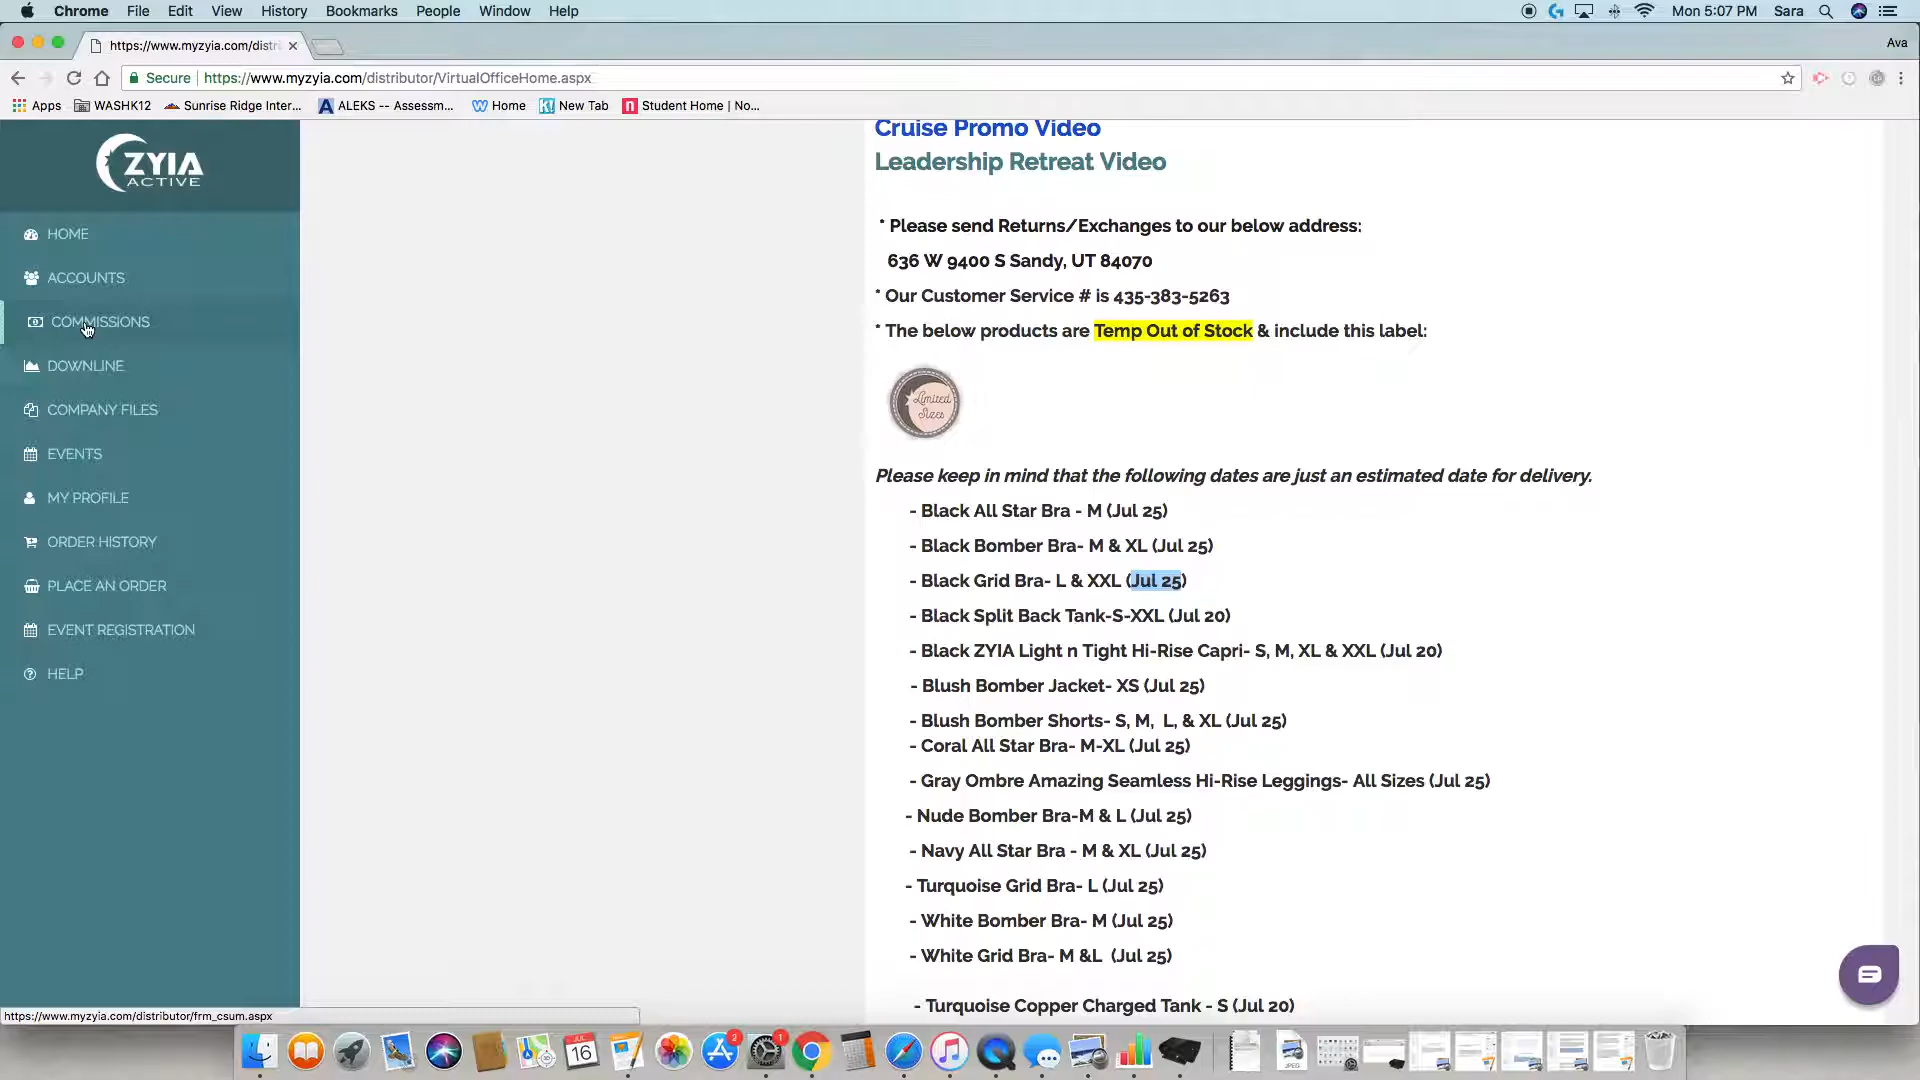 Chrome File Edit View History Bookmarks People Window Help Mon 5:07 PM Sara
https://www.myzyia.com/distri Ava
Secure https://www.myzyia.com/distributor/VirtualOfficeHome.aspx
Apps WASHK12 Sunrise Ridge Inter... ALEKS -- Assessm... Home New Tab Student Home | No...
ZYIA
ACTIVE
HOME
ACCOUNTS
COMMISSIONS
DOWNLINE
COMPANY FILES
EVENTS
MY PROFILE
ORDER HISTORY
PLACE AN ORDER
EVENT REGISTRATION
HELP
Cruise Promo Video
Leadership Retreat Video
* Please send Returns/Exchanges to our below address:
636 W 9400 S Sandy, UT 84070
* Our Customer Service # is 435-383-5263
* The below products are Temp Out of Stock & include this label:
Limited
Sizes
Please keep in mind that the following dates are just an estimated date for delivery.
- Black All Star Bra - M (Jul 25)
- Black Bomber Bra- M & XL (Jul 25)
- Black Grid Bra- L & XXL (Jul 25)
- Black Split Back Tank-S-XXL (Jul 20)
- Black ZYIA Light n Tight Hi-Rise Capri- S, M, XL & XXL (Jul 20)
- Blush Bomber Jacket- XS (Jul 25)
- Blush Bomber Shorts- S, M, L, & XL (Jul 25)
- Coral All Star Bra- M-XL (Jul 25)
- Gray Ombre Amazing Seamless Hi-Rise Leggings- All Sizes (Jul 25)
- Nude Bomber Bra-M & L (Jul 25)
- Navy All Star Bra - M & XL (Jul 25)
- Turquoise Grid Bra- L (Jul 25)
- White Bomber Bra- M (Jul 25)
- White Grid Bra- M &L (Jul 25)
- Turquoise Copper Charged Tank - S (Jul 20)
https://www.myzyia.com/distributor/frm_csum.aspx
JUL
16
2
1
JPEG